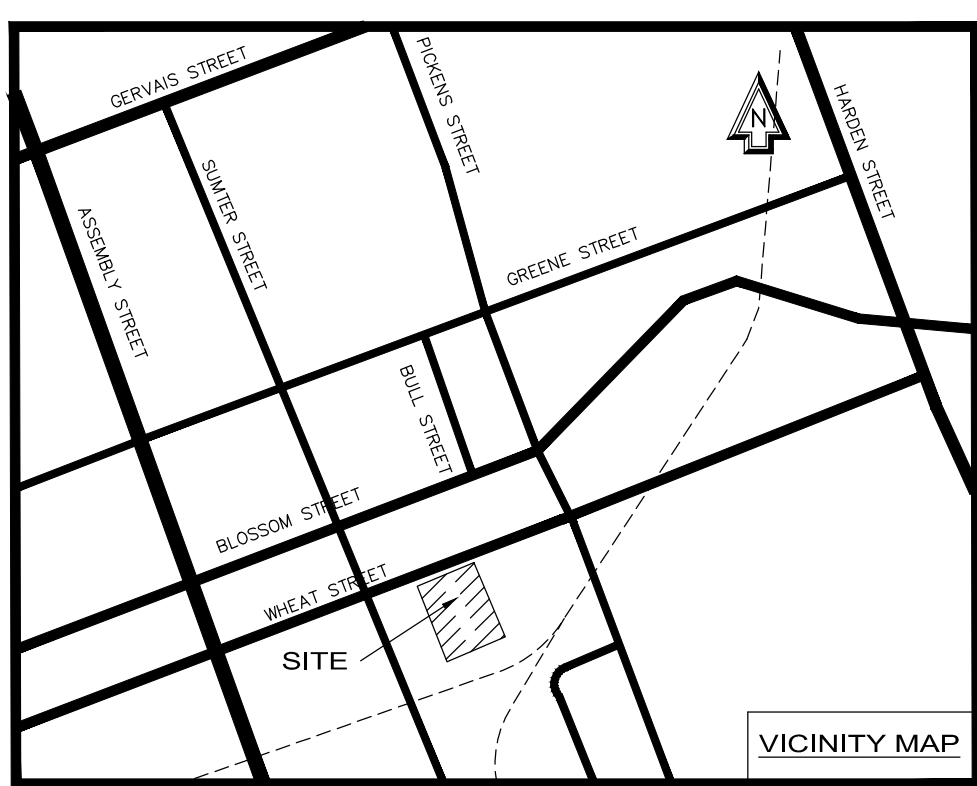 GERVAIS STREET
PICKENS STREET
HARDEN STREET
N
SUMTER STREET
ASSEMBLY STREET
GREENE STREET
BULL STREET
BLOSSOM STREET
WHEAT STREET
SITE
VICINITY MAP